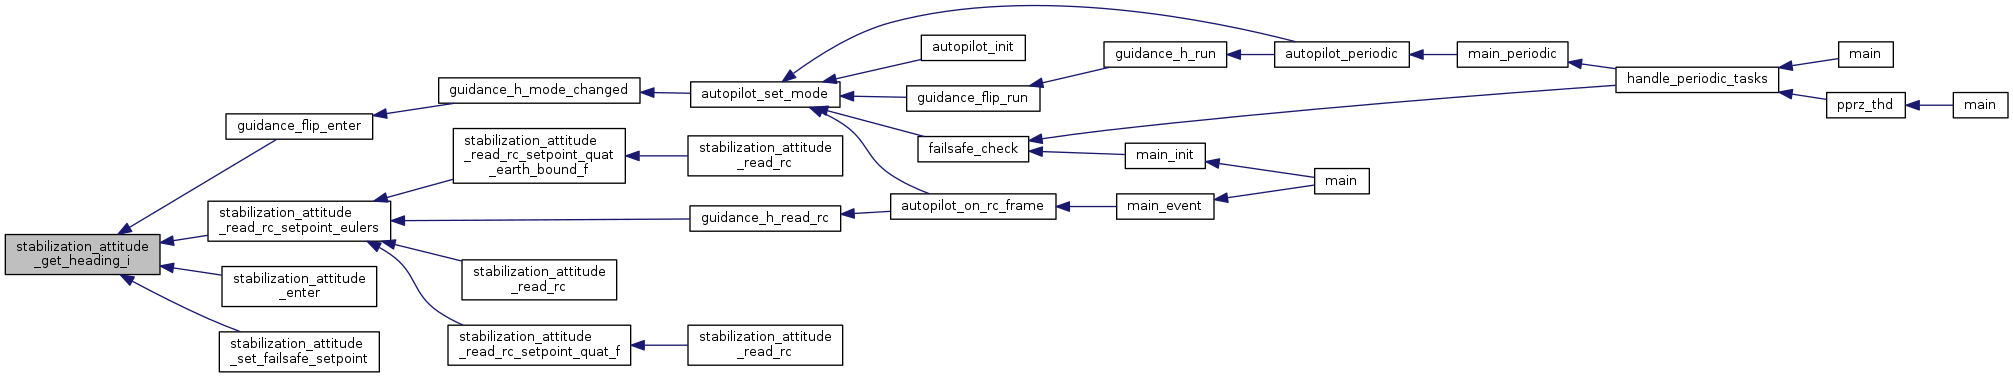 stabilization_attitude
_get_heading_i
guidance_flip_enter
stabilization_attitude
_read_rc_setpoint_eulers
stabilization_attitude
_enter
stabilization_attitude
_set_failsafe_setpoint
guidance_h_mode_changed
stabilization_attitude
_read_rc_setpoint_quat
_earth_bound_f
stabilization_attitude
_read_rc
stabilization_attitude
_read_rc_setpoint_quat_f
autopilot_set_mode
stabilization_attitude
_read_rc
guidance_h_read_rc
stabilization_attitude
_read_rc
autopilot_init
guidance_flip_run
failsafe_check
autopilot_on_rc_frame
guidance_h_run
main_init
main_event
autopilot_periodic
main
main_periodic
handle_periodic_tasks
main
pprz_thd
main